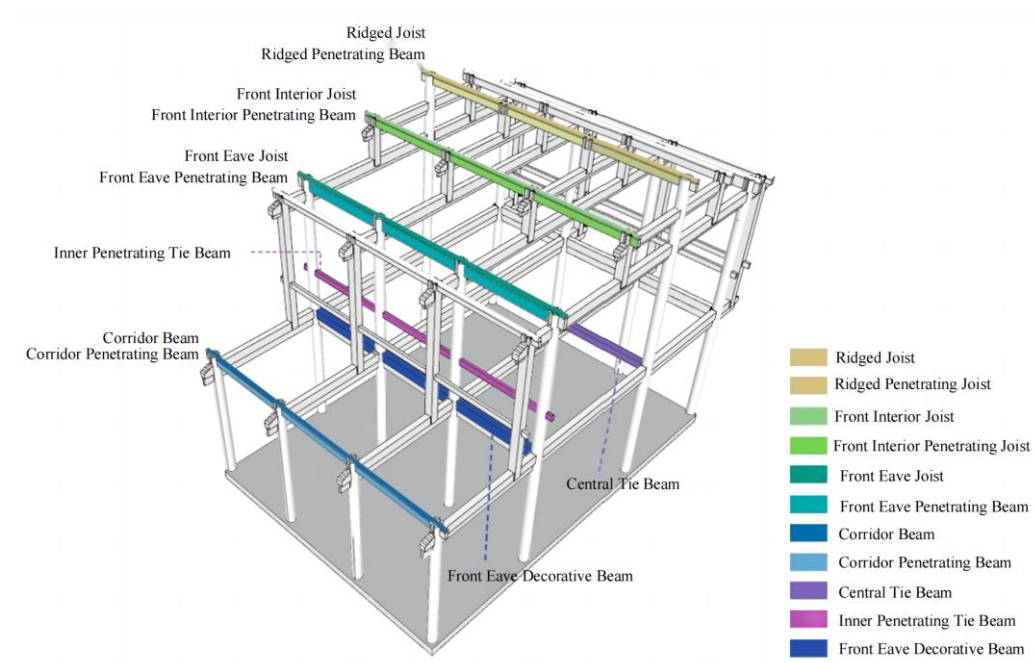 Ridged Joist
Ridged Penetrating Beam
Front Interior Joist
Front Interior Penetrating Beam
Front Eave Joist
Front Eave Penetrating Beam
Inner Penetrating Tie Beam
Corridor Beam
Corridor Penetrating Beam
Central Tie Beam
Front Eave Decorative Beam
Ridged Joist
Ridged Penetrating Joist
Front Interior Joist
Front Interior Penetrating Joist
Front Eave Joist
Front Eave Penetrating Beam
Corridor Beam
Corridor Penetrating Beam
Central Tie Beam
Inner Penetrating Tie Beam
Front Eave Decorative Beam